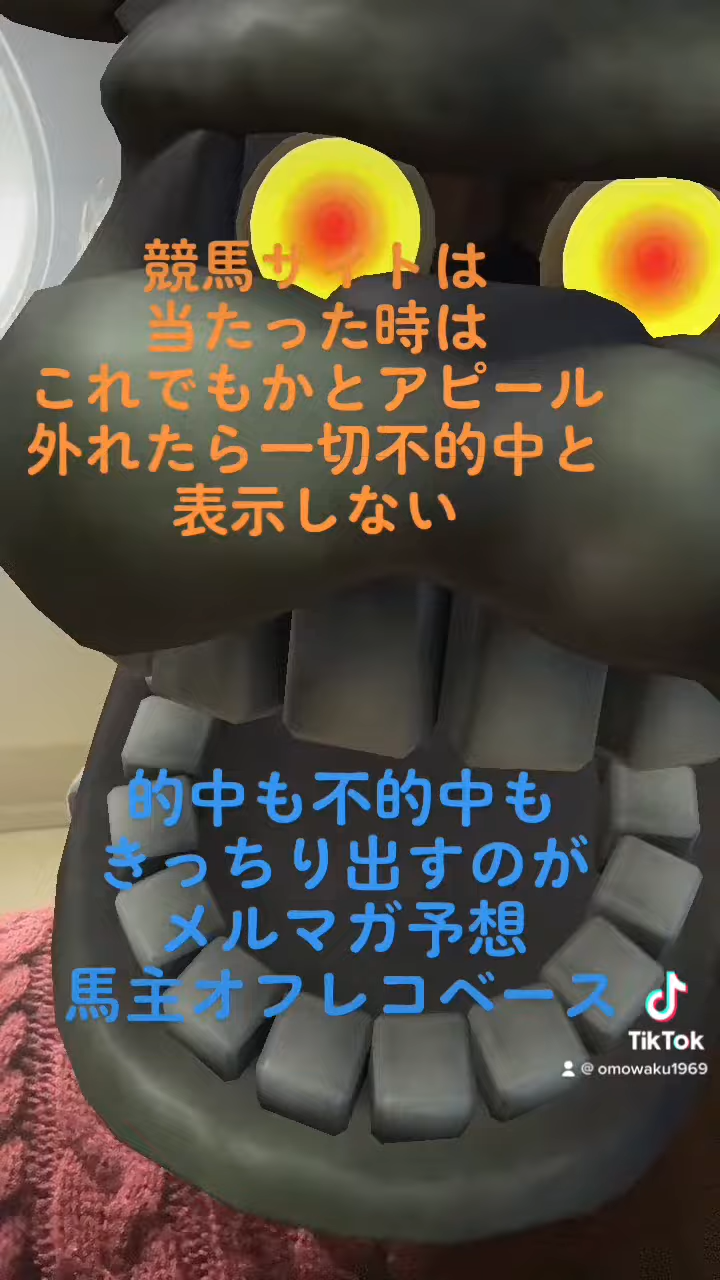 競馬サイトは
当たった時は
これでもかとアピール
外れたら一切不的中と
表示しない
的中も不的中も
きっちり出すのが
メルマガ予想
馬主オフレコベース
TikTok
@omowaku1969